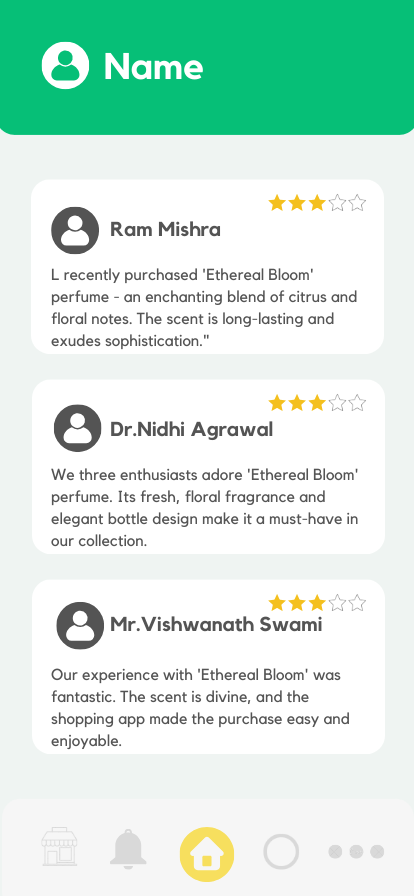 Name
Ram Mishra
L recently purchased 'Ethereal Bloom'
perfume - an enchanting blend of citrus and
floral notes. The scent is long-lasting and
exudes sophistication."
Dr.Nidhi Agrawal
We three enthusiasts adore 'Ethereal Bloom'
perfume. Its fresh, floral fragrance and
elegant bottle design make it a must-have in
our collection.
Mr.Vishwanath Swami
Our experience with 'Ethereal Bloom' was
fantastic. The scent is divine, and the
shopping app made the purchase easy and
enjoyable.